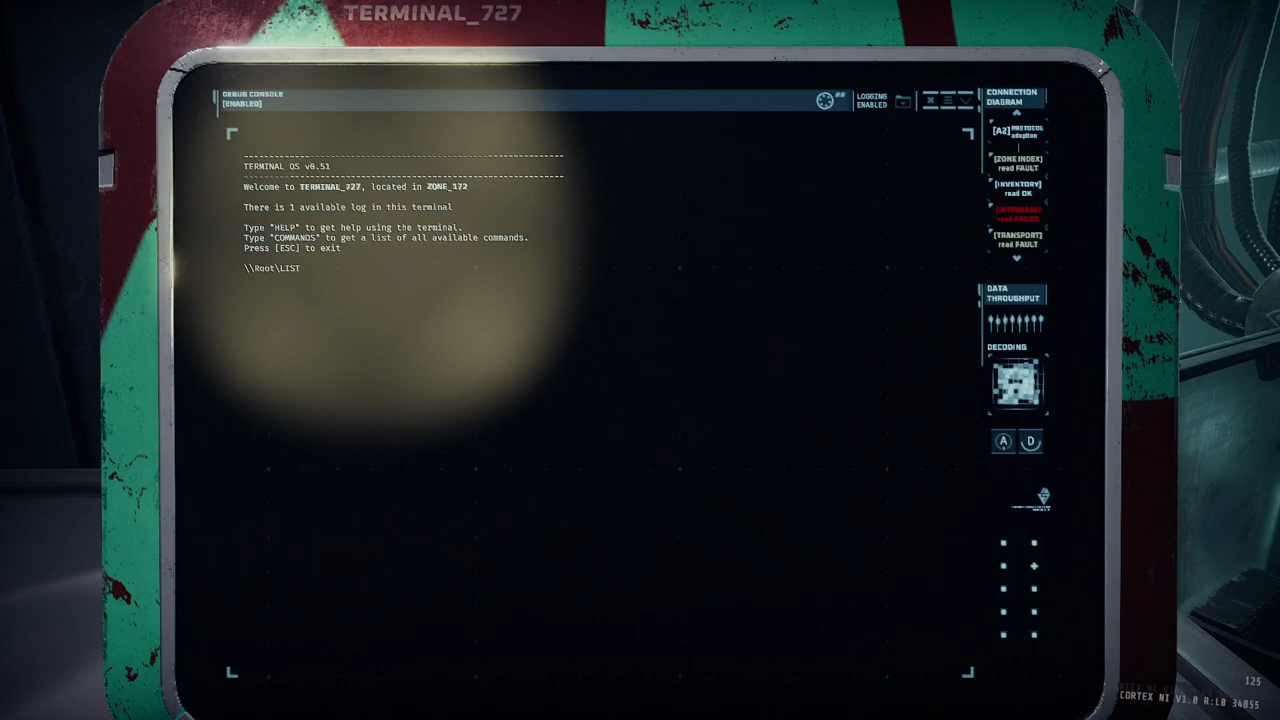 TERMINAL_727
DEBUG CONSOLE
[ENABLED]
LOGGING
ENABLED
CONNECTION
DIAGRAM
[A2] PROTOCOL
adaption
[ZONE INDEX]
read FAULT
[INVENTORY]
read OK
read FAILED
[TRANSPORT]
read FAULT
--------------------------------------------------------
TERMINAL OS v0.51
--------------------------------------------------------
Welcome to TERMINAL_727, located in ZONE_172
There is 1 available log in this terminal
Type "HELP" to get help using the terminal.
Type "COMMANDS" to get a list of all available commands.
Press [ESC] to exit
\\Root\LIST
DATA
THROUGHPUT
DECODING
A D
125
CORTEX NI V1.0 R:L0 34855